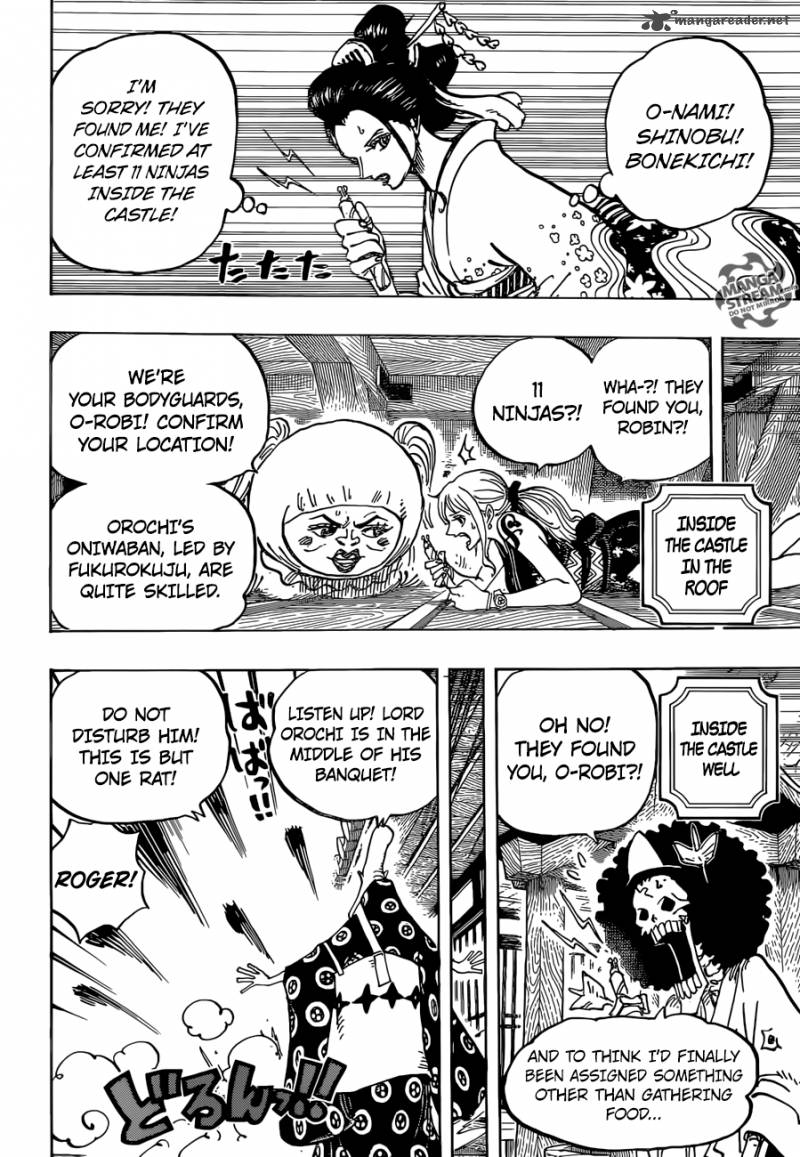 mangareader.net
O-NAMI!
SHINOBU!
BONEKICHI!
I'M
SORRY! THEY
FOUND ME! I'VE
CONFIRMED AT
LEAST 11 NINJAS
INSIDE THE
CASTLE!
たたた
MANGA
STREAM.COM
DO NOT MIRROR
INSIDE
THE CASTLE
IN THE
ROOF
WHA-?! THEY
FOUND YOU,
ROBIN?!
11
NINJAS?!
WE'RE
YOUR BODYGUARDS,
O-ROBI! CONFIRM
YOUR LOCATION!
OROCHI'S
ONIWABAN, LED BY
FUKUROKUJU, ARE
QUITE SKILLED.
INSIDE
THE CASTLE
WELL
OH NO!
THEY FOUND
YOU, O-ROBI?!
AND TO THINK I'D FINALLY
BEEN ASSIGNED SOMETHING
OTHER THAN GATHERING
FOOD...
LISTEN UP! LORD
OROCHI IS IN THE
MIDDLE OF HIS
BANQUET!
ばばっ!!
DO NOT
DISTURB HIM!
THIS IS BUT
ONE RAT!
ROGER!
どろんっ!!